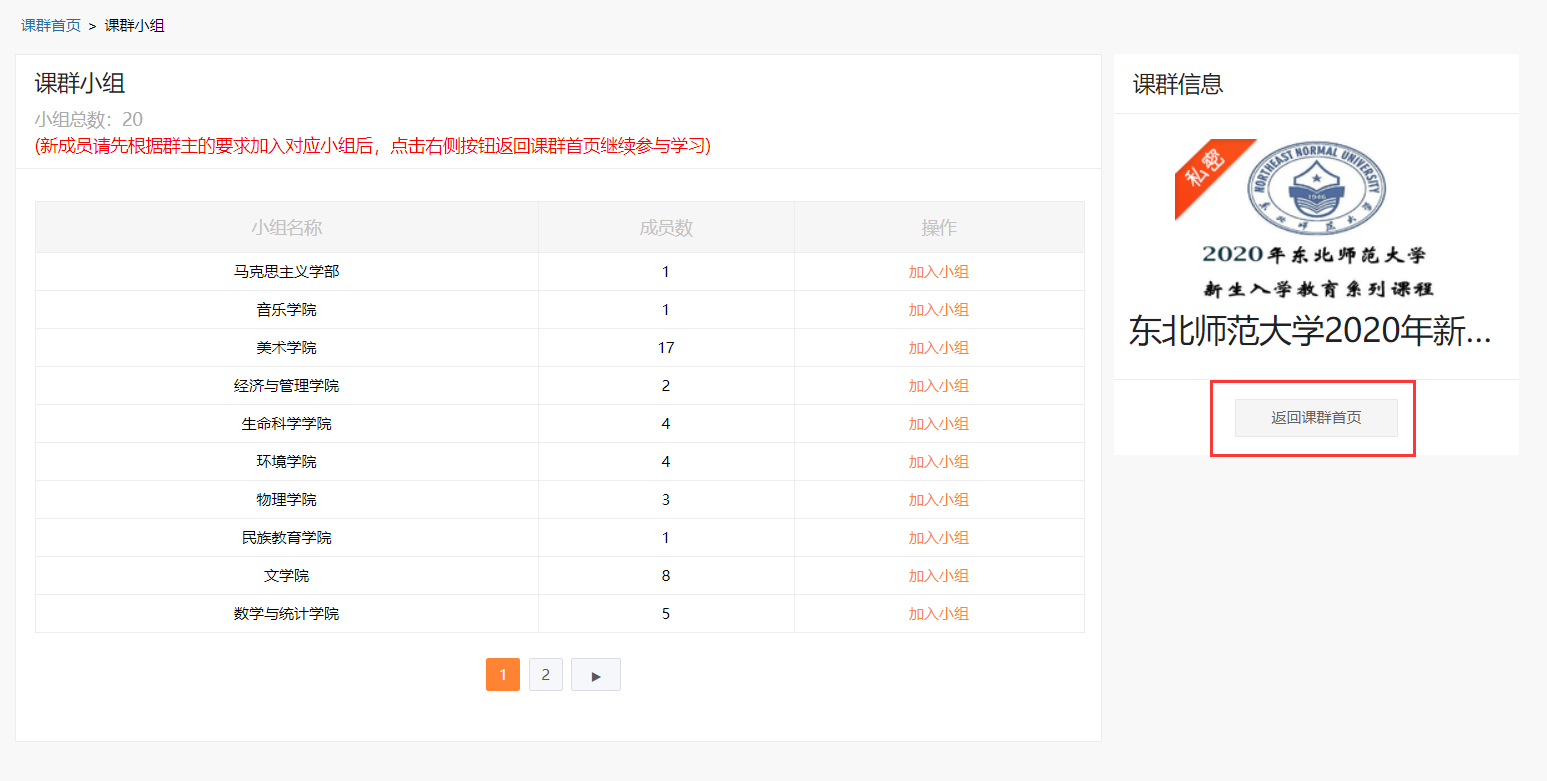 课群首页 > 课群小组
课群小组
小组总数：20
(新成员请先根据群主的要求加入对应小组后，点击右侧按钮返回课群首页继续参与学习)
小组名称 成员数 操作
马克思主义学部 1 加入小组
音乐学院 1 加入小组
美术学院 17 加入小组
经济与管理学院 2 加入小组
生命科学学院 4 加入小组
环境学院 4 加入小组
物理学院 3 加入小组
民族教育学院 1 加入小组
文学院 8 加入小组
数学与统计学院 5 加入小组
1 2 ▶
课群信息
私密
NORTHEAST NORMAL UNIVERSITY
1946
东北师范大学
2020年东北师范大学
新生入学教育系列课程
东北师范大学2020年新...
返回课群首页